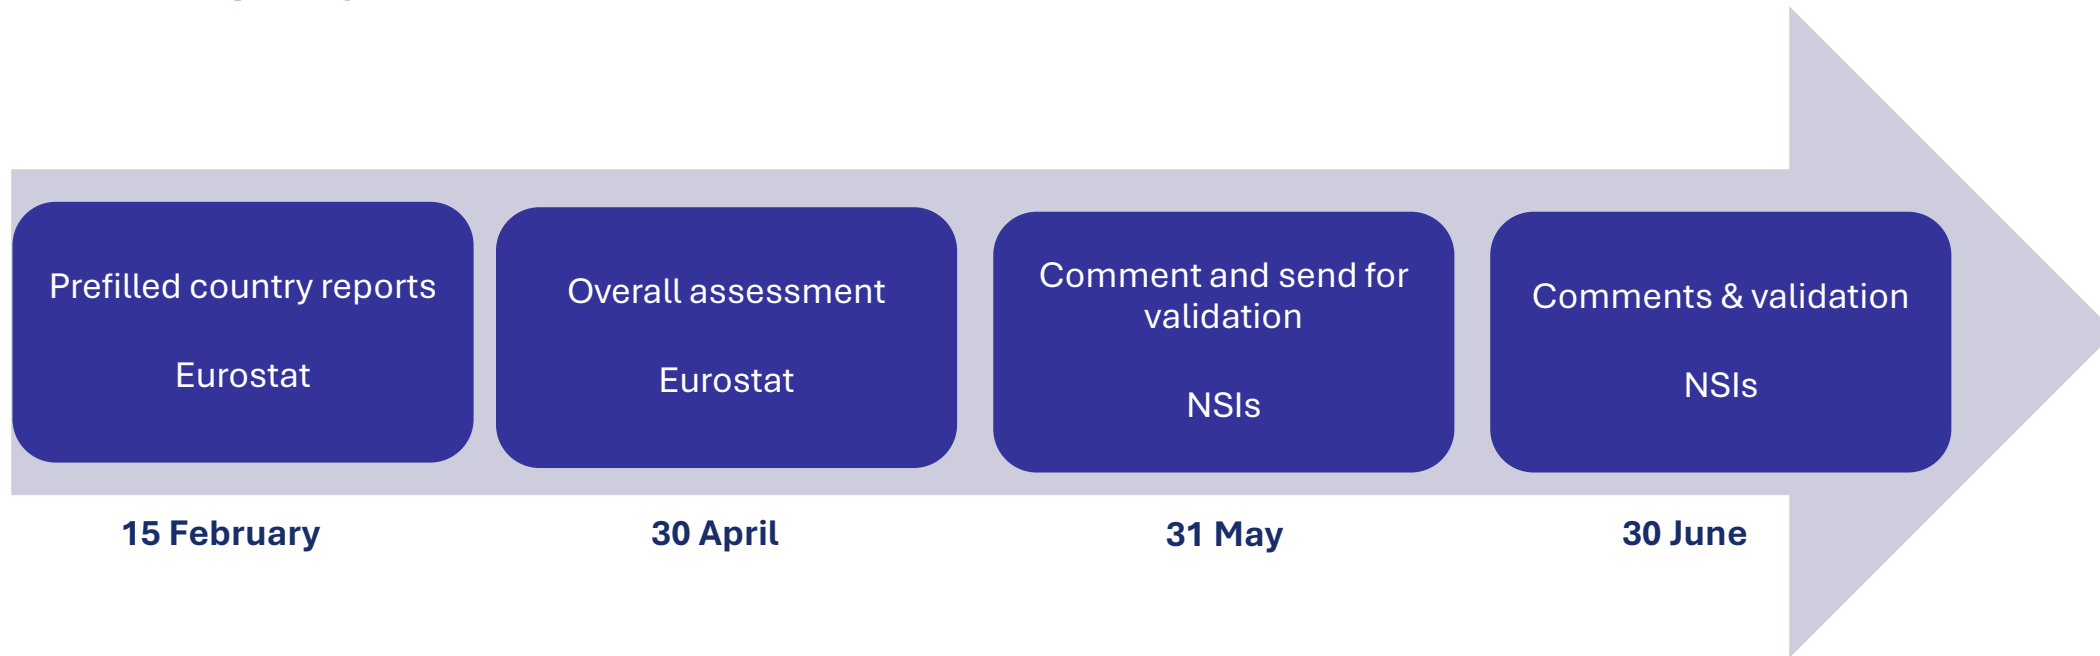 Prefilled country reports
Eurostat
Overall assessment
Eurostat
Comment and send for
validation
NSIs
Comments & validation
NSIs
15 February
30 April
31 May
30 June